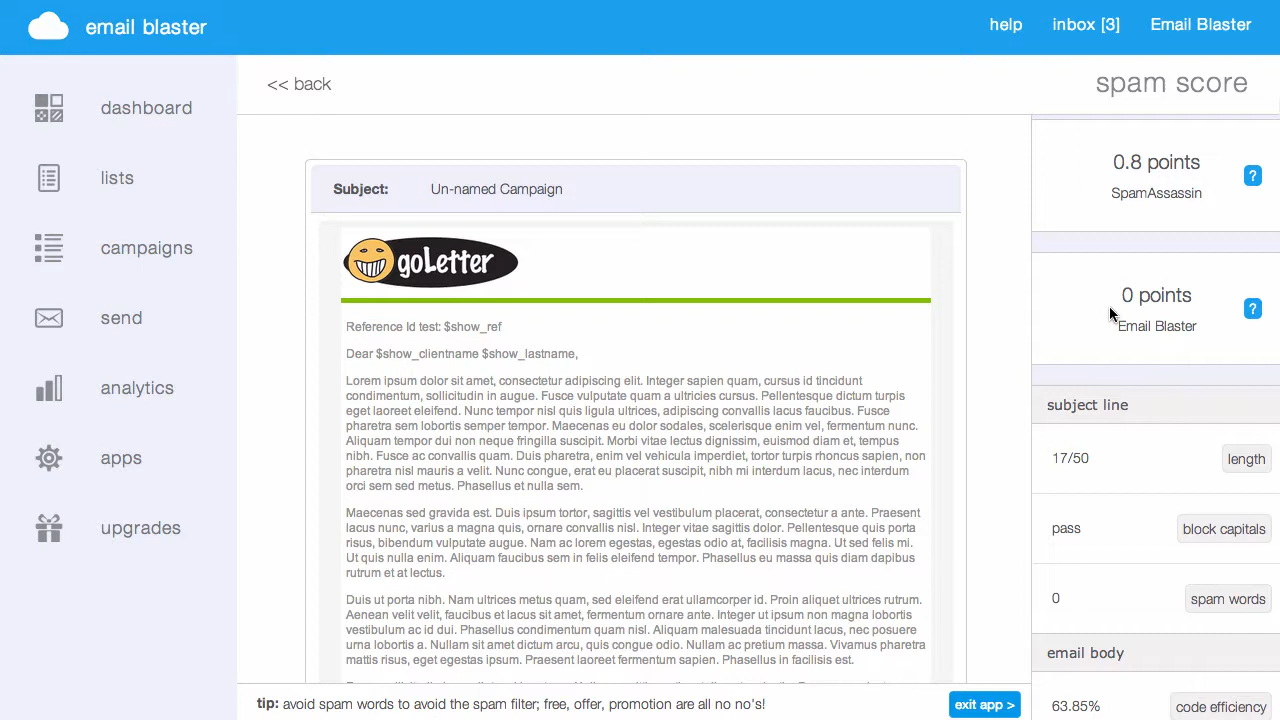 email blaster
help
inbox [3]
Email Blaster
dashboard
lists
campaigns
send
analytics
apps
upgrades
<< back
spam score
Subject: Un-named Campaign
goLetter
Reference Id test: $show_ref
Dear $show_clientname $show_lastname,
Lorem ipsum dolor sit amet, consectetur adipiscing elit. Integer sapien quam, cursus id tincidunt
condimentum, sollicitudin in augue. Fusce vulputate quam a ultricies cursus. Pellentesque dictum turpis
eget laoreet eleifend. Nunc tempor nisl quis ligula ultrices, adipiscing convallis lacus faucibus. Fusce
pharetra sem lobortis semper tempor. Maecenas eu dolor sodales, scelerisque enim vel, fermentum nunc.
Aliquam tempor dui non neque fringilla suscipit. Morbi vitae lectus dignissim, euismod diam et, tempus
nibh. Fusce ac convallis quam. Duis pharetra, enim vel vehicula imperdiet, tortor turpis rhoncus sapien, non
pharetra nisl mauris a velit. Nunc congue, erat eu placerat suscipit, nibh mi interdum lacus, nec interdum
orci sem sed metus. Phasellus et nulla sem.
Maecenas sed gravida est. Duis ipsum tortor, sagittis vel vestibulum placerat, consectetur a ante. Praesent
lacus nunc, varius a magna quis, ornare convallis nisl. Integer vitae sagittis dolor. Pellentesque quis porta
risus, bibendum vulputate augue. Nam ac lorem egestas, egestas odio at, facilisis magna. Ut sed felis mi.
Ut quis nulla enim. Aliquam faucibus sem in felis eleifend tempor. Phasellus eu massa quis diam dapibus
rutrum et at lectus.
Duis ut porta nibh. Nam ultrices metus quam, sed eleifend erat ullamcorper id. Proin aliquet ultrices rutrum.
Aenean velit velit, faucibus et lacus sit amet, fermentum ornare ante. Integer ut ipsum non magna lobortis
vestibulum ac id dui. Phasellus condimentum quam nisl. Aliquam malesuada tincidunt lacus, nec posuere
urna lobortis a. Nullam sit amet dictum arcu, quis congue odio. Nullam ac pretium massa. Vivamus pharetra
mattis risus, eget egestas ipsum. Praesent laoreet fermentum sapien. Phasellus in facilisis est.
tip: avoid spam words to avoid the spam filter; free, offer, promotion are all no no's!
exit app >
0.8 points
SpamAssassin
?
0 points
Email Blaster
?
subject line
17/50 length
pass block capitals
0 spam words
email body
63.85% code efficiency